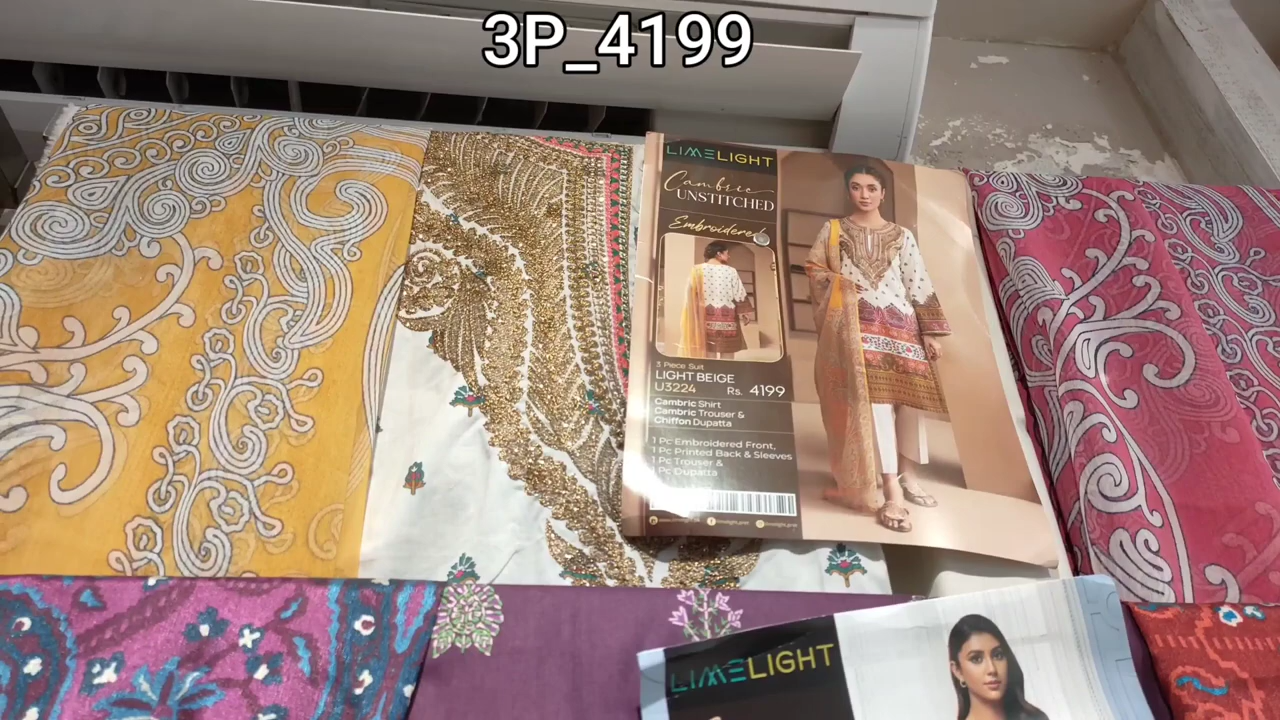 3P_4199
LIMELIGHT
Cambric
UNSTITCHED
Embroidered
3 Piece Suit
LIGHT BEIGE
U3224 Rs. 4199
Cambric Shirt
Cambric Trouser &
Chiffon Dupatta
1 Pc Embroidered Front,
1 Pc Printed Back & Sleeves
1 Pc Trouser &
Pc Dupatta
LIMELIGHT